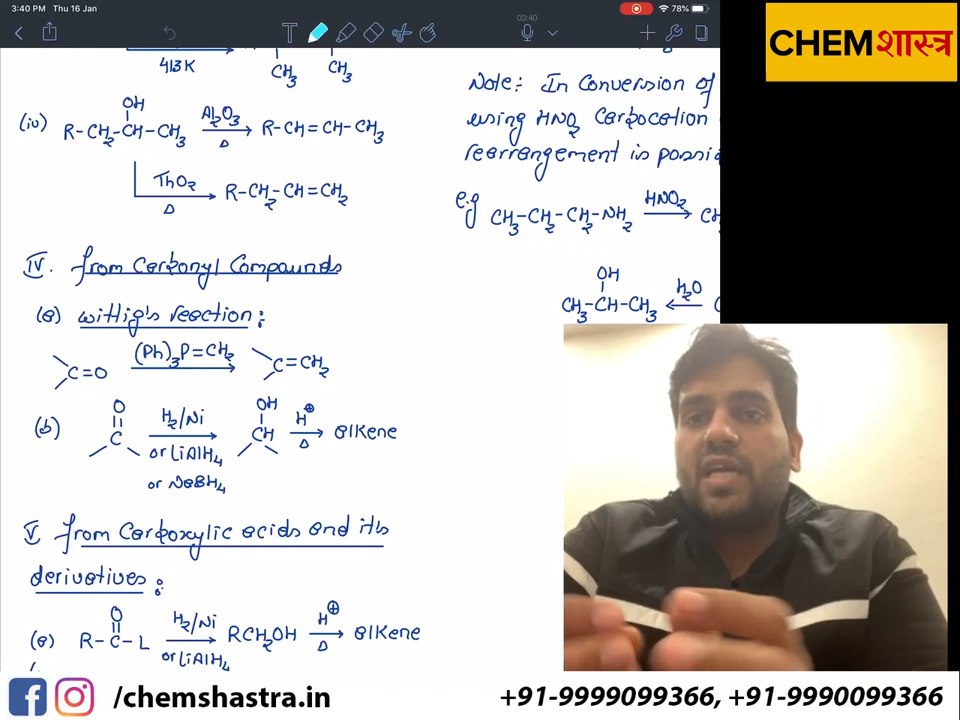 3:40 PM Thu 16 Jan
03:40
78%
CHEMशास्त्र
413K
CH3 CH3
(iv) R-CH2-CH(OH)-CH3 Al2O3 Δ → R-CH=CH-CH3
ThO2 Δ → R-CH2-CH=CH2
IV. from Carbonyl Compounds
(a) wittig's reaction:
C=O (Ph)3P=CH2 → C=CH2
(b) O=C H2/Ni or LiAlH4 or NaBH4 → OH CH H⊕ Δ → alkene
V from Carboxylic acids and its
derivatives:
(a) R-C(=O)-L H2/Ni or LiAlH4 → RCH2OH H⊕ Δ → alkene
Note: In Conversion of
using HNO2 Carbocation
rearrangement is possi
e.g CH3-CH2-CH2-NH2 HNO2 → CH
CH3-CH(OH)-CH3 ← H2O
/chemshastra.in
+91-9999099366, +91-9990099366